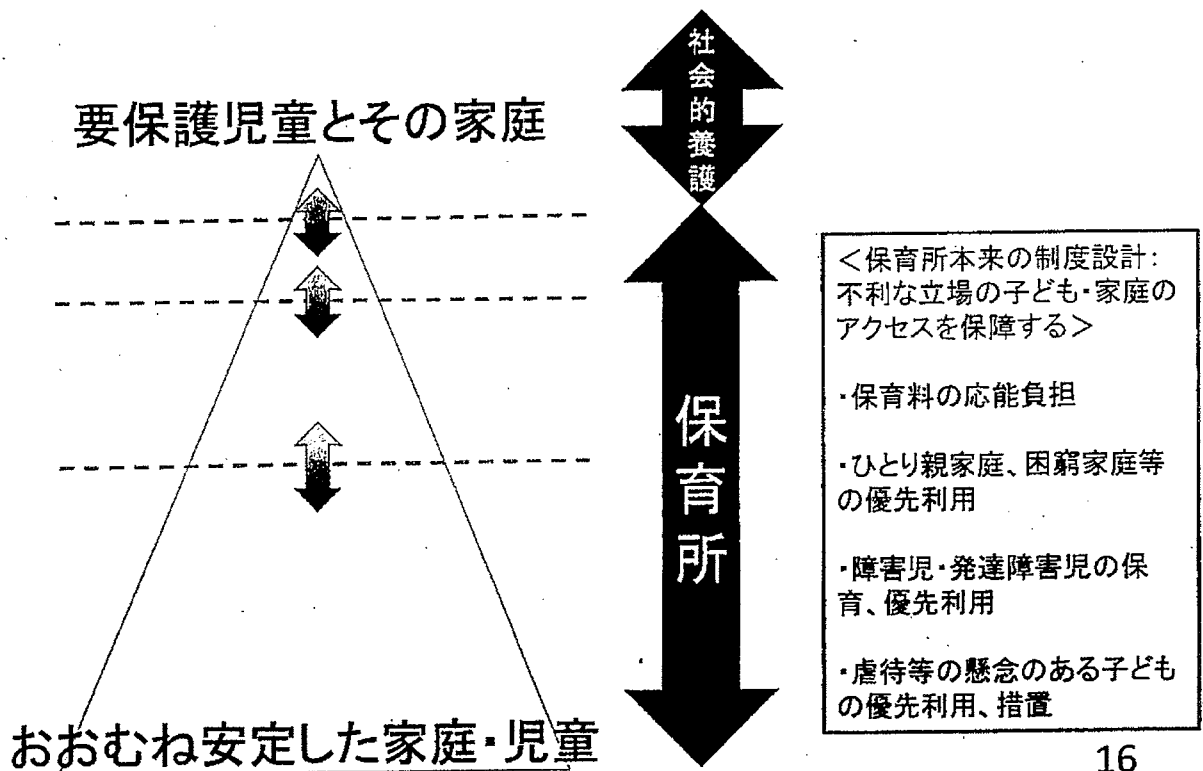 社会的養護
要保護児童とその家庭
保育所
<保育所本来の制度設計:
不利な立場の子ども・家庭の
アクセスを保障する>
・保育料の応能負担
・ひとり親家庭、困窮家庭等
の優先利用
・障害児・発達障害児の保
育、優先利用
・虐待等の懸念のある子ども
の優先利用、措置
おおむね安定した家庭・児童
16